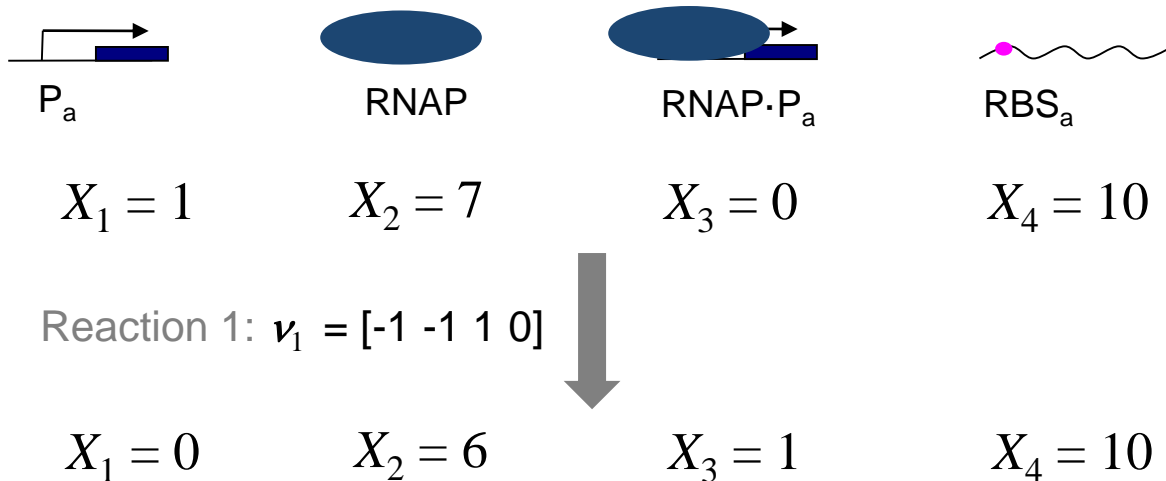 Pₐ RNAP RNAP·Pₐ RBSₐ
X₁ = 1 X₂ = 7 X₃ = 0 X₄ = 10
Reaction 1: ν₁ = [-1 -1 1 0]
X₁ = 0 X₂ = 6 X₃ = 1 X₄ = 10